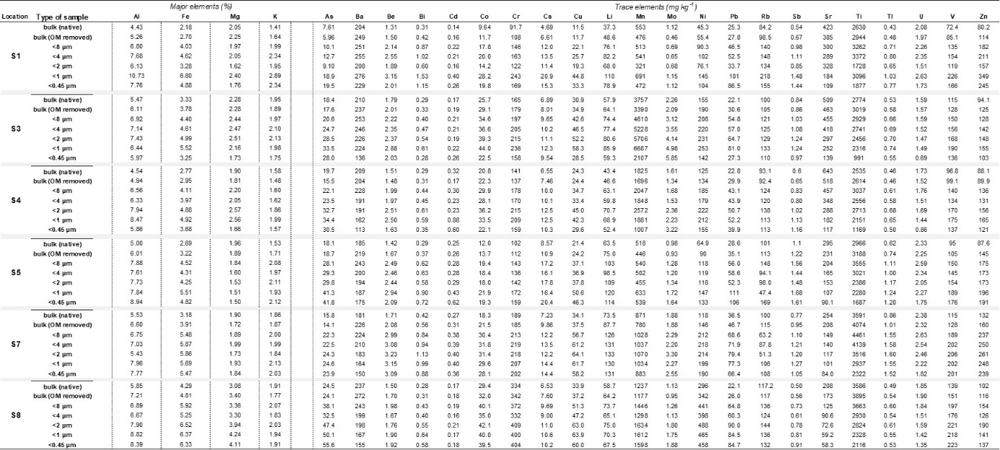 Major elements (%) Trace elements (mg kg-1)
Location Type of sample Al Fe Mg K As Ba Be Bi Cd Co Cr Cs Cu Li Mn Mo Ni Pb Rb Sb Sr Ti Tl U V Zn
bulk (native) 4.43 2.18 2.05 1.41 7.61 204 1.31 0.31 0.14 9.64 91.7 4.69 11.5 37.3 553 1.12 45.3 25.3 84.2 0.54 423 2630 0.43 2.08 72.4 80.2
bulk (OM removed) 5.26 2.70 2.25 1.64 5.96 249 1.50 0.42 0.16 11.7 108 6.61 11.7 48.6 476 0.46 55.4 27.8 98.5 0.67 385 2944 0.48 1.97 85.1 114
<8 µm 6.80 4.03 1.97 1.99 10.1 251 2.14 0.87 0.22 17.8 146 12.0 22.1 76.1 513 0.69 90.3 46.5 140 0.98 300 3262 0.71 2.26 135 182
S1 <4 µm 7.68 4.62 2.05 2.34 12.7 255 2.55 1.02 0.21 20.0 163 13.5 25.7 82.2 541 0.65 102 52.5 148 1.11 289 3372 0.80 2.35 154 211
<2 µm 6.13 3.28 1.62 1.95 9.10 208 1.89 0.60 0.16 14.2 122 11.4 19.3 68.0 321 0.68 76.1 33.7 134 0.85 328 1728 0.65 1.51 119 157
<1 µm 10.73 6.80 2.40 2.89 18.9 276 3.15 1.53 0.40 28.2 243 20.9 44.8 110 691 1.15 145 101 218 1.48 184 3096 1.03 2.63 226 349
<0.45 µm 7.76 4.88 1.76 2.34 19.5 229 2.01 1.15 0.26 19.8 169 15.3 33.3 78.9 472 1.12 104 86.5 155 1.44 109 1877 0.77 1.73 166 245
bulk (native) 5.47 3.33 2.28 1.95 18.4 210 1.79 0.29 0.17 25.7 165 6.89 30.9 57.9 3757 2.26 155 22.1 100 0.84 509 2774 0.53 1.59 115 94.1
bulk (OM removed) 6.11 3.78 2.28 1.89 17.6 237 2.01 0.33 0.19 29.1 179 8.01 34.9 64.1 3390 2.09 190 30.6 105 0.86 463 3019 0.58 1.57 128 125
<8 µm 6.92 4.40 2.44 1.97 20.6 253 2.22 0.40 0.21 34.6 197 9.65 42.6 74.4 4610 3.12 208 54.8 121 1.03 455 2929 0.66 1.59 150 128
S3 <4 µm 7.14 4.61 2.47 2.10 24.7 246 2.35 0.47 0.21 36.6 205 10.2 46.5 77.4 5228 3.55 220 57.0 125 1.08 418 2741 0.69 1.52 156 142
<2 µm 7.43 4.99 2.51 2.13 28.5 226 2.37 0.54 0.19 39.3 215 11.1 52.2 80.6 5706 4.14 231 64.7 129 1.24 297 2456 0.70 1.47 168 148
<1 µm 6.44 5.52 2.16 1.98 33.5 224 2.88 0.61 0.22 44.0 236 12.3 58.3 85.9 6687 4.98 253 81.0 133 1.24 252 2316 0.74 1.49 190 155
<0.45 µm 5.97 3.25 1.73 1.75 28.0 136 2.03 0.28 0.26 22.5 158 9.54 28.5 59.3 2107 5.85 142 27.3 110 0.97 139 991 0.55 0.69 136 103
bulk (native) 4.54 2.77 1.90 1.58 19.7 209 1.51 0.29 0.32 20.8 141 6.55 24.3 43.4 1825 1.61 125 22.8 93.1 0.6 643 2535 0.46 1.73 96.8 88.1
bulk (OM removed) 4.94 2.95 1.81 1.48 15.5 204 1.48 0.31 0.17 22.3 137 7.46 24.4 46.6 1696 1.34 134 29.9 92.4 0.65 518 2614 0.46 1.52 99.1 89.9
<8 µm 6.56 4.11 2.20 1.60 22.1 228 1.99 0.44 0.30 29.9 178 10.0 34.7 63.1 2047 1.68 185 43.1 124 0.83 457 3037 0.61 1.76 140 136
S4 <4 µm 6.33 3.97 2.05 1.62 23.5 191 1.97 0.45 0.23 28.1 170 10.1 33.4 59.8 1848 1.53 179 43.9 120 0.80 348 2556 0.58 1.51 134 131
<2 µm 7.94 4.88 2.57 1.86 32.7 191 2.51 0.61 0.23 36.2 215 12.5 45.0 70.7 2572 2.36 222 50.7 138 1.02 288 2713 0.68 1.69 170 156
<1 µm 8.47 4.92 2.56 1.99 34.4 162 2.50 0.59 0.88 33.5 209 12.5 42.3 68.9 1881 2.23 212 52.2 113 1.13 182 2151 0.65 1.44 175 165
<0.45 µm 5.86 3.68 1.66 1.57 30.5 113 1.63 0.35 0.60 22.1 159 10.3 29.6 52.4 1007 3.22 155 39.9 113 1.16 117 1169 0.50 0.86 137 121
bulk (native) 5.00 2.69 1.96 1.53 18.1 185 1.42 0.29 0.25 12.0 102 8.57 21.4 63.5 518 0.98 64.9 28.6 101 1.1 295 2966 0.62 2.33 95 87.6
bulk (OM removed) 6.01 3.22 1.89 1.71 18.7 219 1.67 0.37 0.26 13.7 112 10.9 24.2 75.0 446 0.93 90 35.1 113 1.22 231 3188 0.74 2.25 105 145
<8 µm 7.88 4.52 1.84 2.08 28.1 243 2.49 0.62 0.28 19.4 143 17.2 37.1 103 540 1.28 118 56.0 148 1.56 204 3555 1.11 2.59 150 175
S5 <4 µm 7.61 4.31 1.60 1.97 29.3 200 2.46 0.63 0.28 18.4 136 16.1 36.9 98.5 502 1.20 119 58.6 94.1 1.44 165 3021 1.00 2.34 145 173
<2 µm 7.73 4.25 1.53 2.11 29.8 194 2.44 0.58 0.29 18.0 142 17.8 37.8 109 455 1.34 118 52.3 98.0 1.48 153 2386 1.17 2.05 154 173
<1 µm 7.84 5.51 1.51 1.93 41.3 187 2.94 0.90 0.43 21.9 172 16.4 50.6 120 633 1.72 147 111 47.4 1.68 107 2280 1.24 2.27 189 196
<0.45 µm 8.94 4.82 1.50 2.12 41.8 175 2.09 0.72 0.62 19.3 159 20.4 46.3 114 539 1.64 133 106 169 1.61 90.1 1687 1.20 1.75 176 191
bulk (native) 5.53 3.18 1.90 1.86 15.8 181 1.71 0.42 0.27 18.3 189 7.23 34.1 73.5 871 1.88 118 36.5 100 0.77 254 3591 0.86 2.38 115 132
bulk (OM removed) 6.60 3.91 1.72 1.87 14.1 226 2.08 0.56 0.31 21.5 185 9.86 37.5 87.7 780 1.88 146 46.7 115 0.95 208 4074 1.01 2.32 128 160
<8 µm 6.75 5.48 1.89 2.00 22.3 224 2.99 0.84 0.38 30.4 213 12.2 56.7 126 1028 2.29 212 68.6 63.2 1.10 149 4461 1.55 2.63 189 237
S7 <4 µm 7.03 5.87 1.99 1.99 22.5 210 3.08 0.94 0.39 31.8 219 13.5 61.2 131 1037 2.20 218 71.9 87.8 1.21 140 4139 1.58 2.54 202 250
<2 µm 5.43 5.86 1.73 1.84 24.3 183 3.23 1.13 0.40 31.4 218 12.2 64.1 133 1070 3.30 214 79.4 51.3 1.20 117 3516 1.60 2.46 206 261
<1 µm 7.96 5.69 1.93 2.13 24.6 164 3.15 0.99 0.40 29.6 207 14.4 61.7 130 1034 2.27 199 77.3 106 1.27 101 2937 1.55 2.22 202 248
<0.45 µm 7.77 5.47 1.84 2.03 23.9 150 3.09 0.88 0.36 28.1 202 14.4 58.2 131 883 2.55 190 66.4 108 1.05 84.0 2322 1.52 1.82 201 239
bulk (native) 5.85 4.29 3.08 1.91 24.5 237 1.50 0.28 0.17 29.4 334 6.53 33.9 58.7 1237 1.13 296 22.1 117.2 0.50 208 3586 0.49 1.85 139 102
bulk (OM removed) 7.21 4.81 3.40 1.77 24.1 272 1.70 0.31 0.18 32.0 342 7.60 37.2 64.2 1177 0.95 342 26.0 117 0.56 173 3895 0.54 1.90 151 116
<8 µm 6.89 5.92 3.36 2.07 38.1 243 1.98 0.43 0.19 40.1 372 9.69 51.3 73.7 1446 1.26 441 64.8 136 0.73 125 3663 0.60 1.84 197 154
S8 <4 µm 6.67 5.25 3.30 1.83 32.5 199 1.67 0.40 0.16 35.0 332 9.00 47.2 65.1 1298 1.13 398 60.3 124 0.61 90.6 2930 0.54 1.51 176 126
<2 µm 7.90 6.52 3.94 2.03 47.4 198 1.76 0.55 0.21 42.1 409 11.0 63.0 75.0 1634 1.80 488 90.0 144 0.78 72.6 2824 0.61 1.59 221 190
<1 µm 8.82 6.37 4.24 1.94 50.1 167 1.90 0.64 0.17 40.0 400 10.6 63.9 70.3 1612 1.75 465 84.5 136 0.81 59.2 2328 0.55 1.42 218 141
<0.45 µm 8.39 6.33 4.11 1.91 55.6 155 1.92 0.58 0.18 39.5 404 10.2 60.0 67.5 1598 1.88 458 84.7 132 0.91 58.3 2116 0.53 1.35 223 137